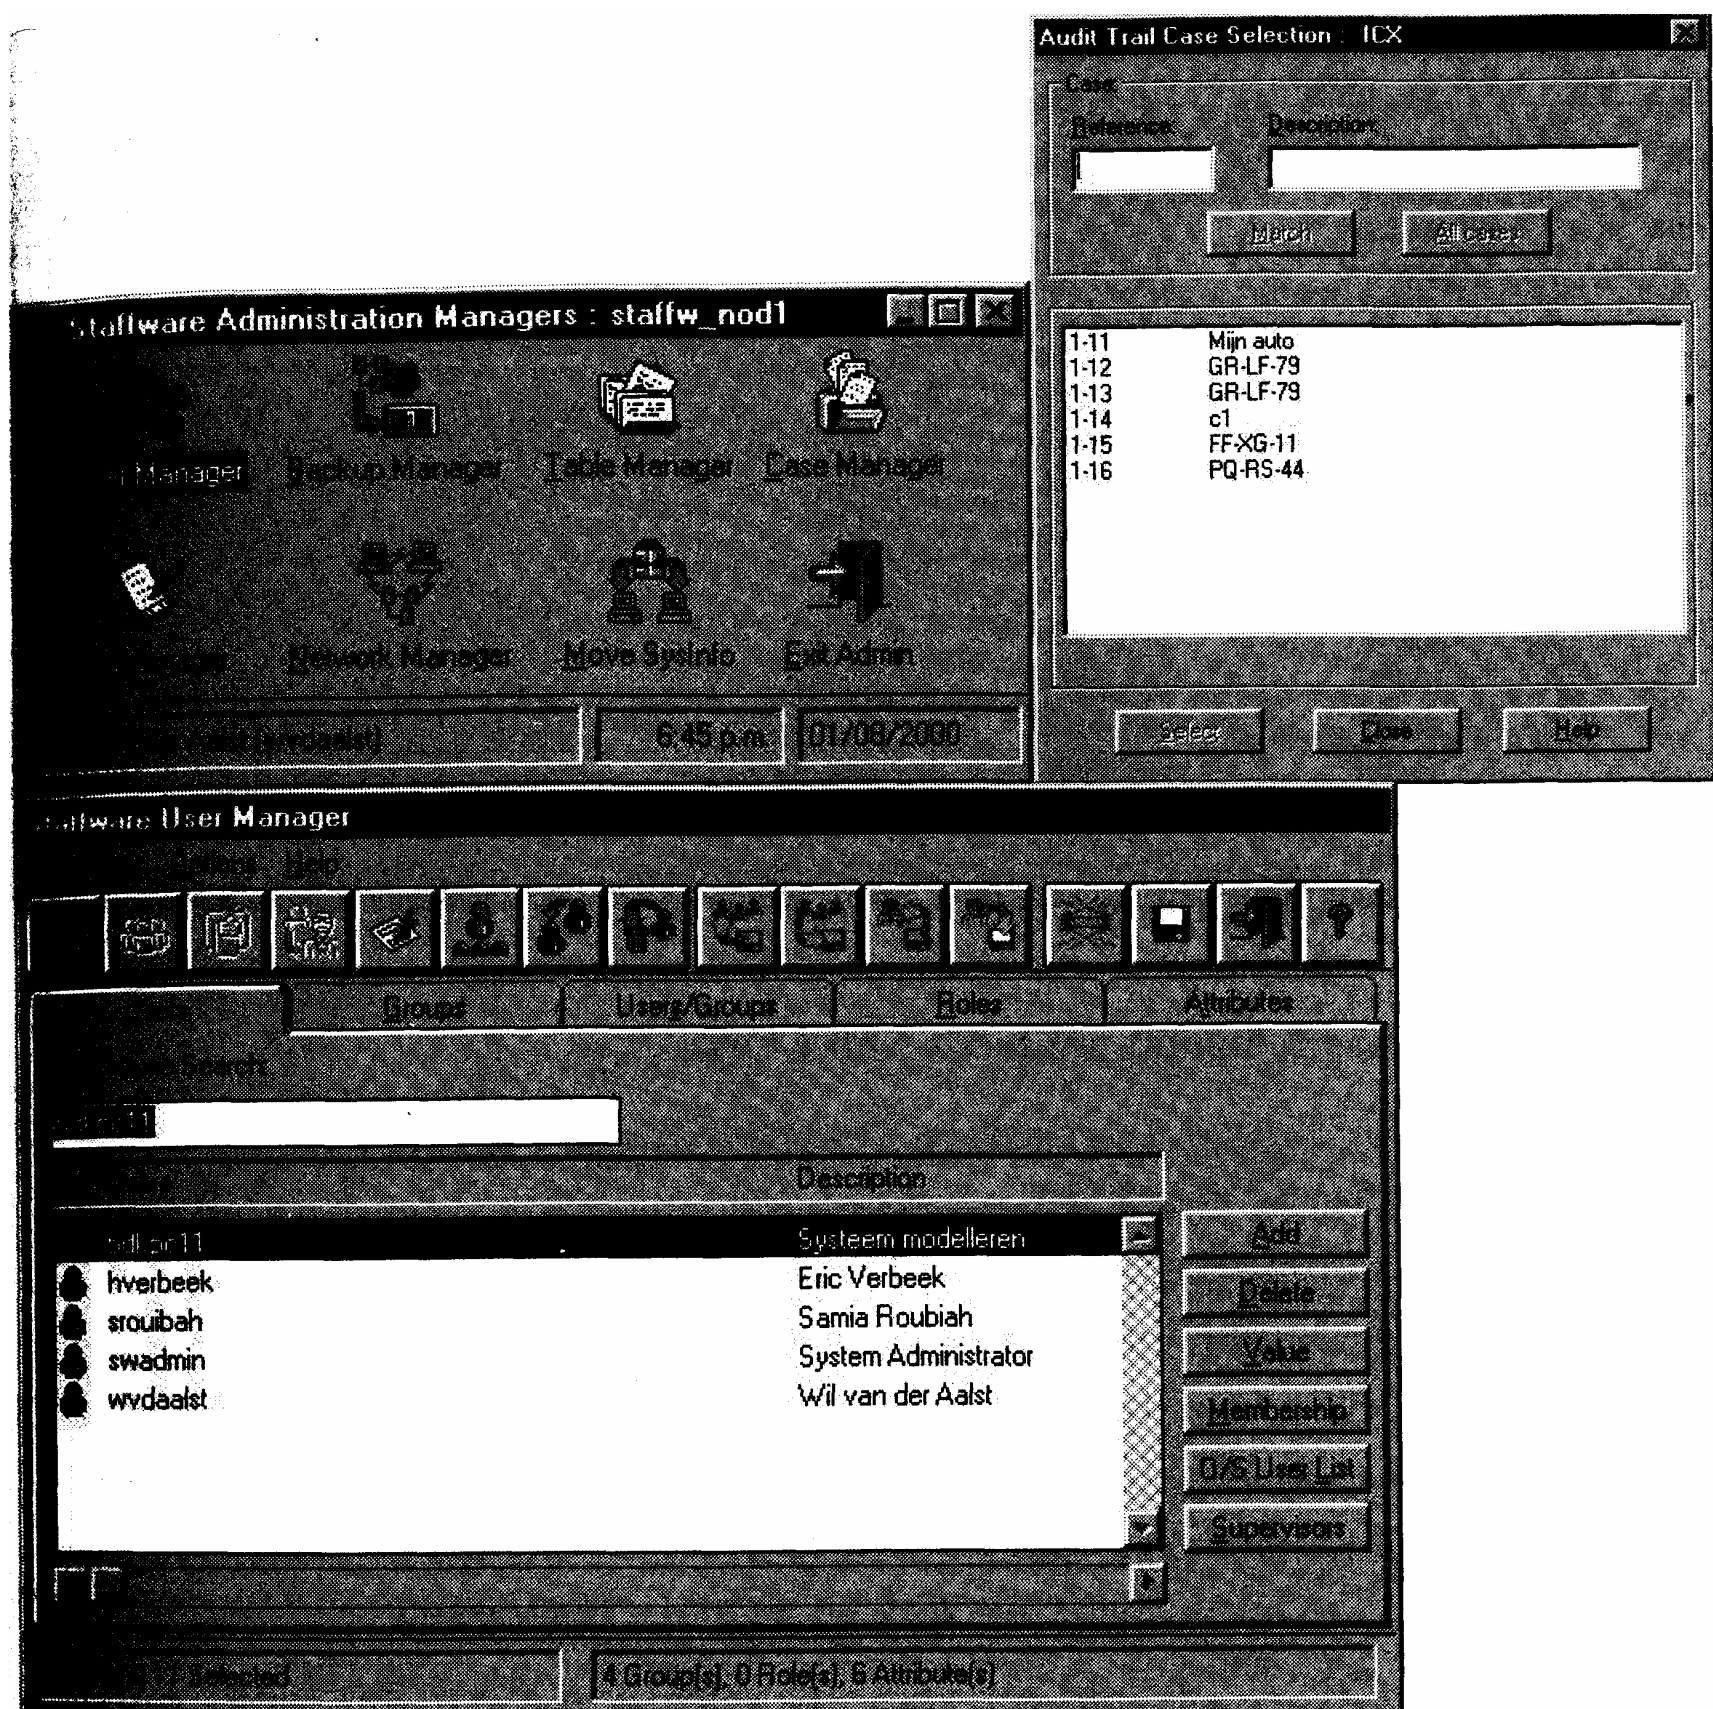 Audit Trail Case Selection : ICX
Case:
Reference:
Description:
Match
All cases
1-11 Mijn auto
1-12 GR-LF-79
1-13 GR-LF-79
1-14 c1
1-15 FF-XG-11
1-16 PQ-RS-44
Select
Close
Help
Staffware Administration Managers : staffw_nod1
Manager
Backup Manager
Table Manager
Case Manager
Network Manager
Move SysInfo
Exit Admin
(wvdaalst)
6:45 p.m.
01/08/2000
Staffware User Manager
Options Help
Groups
Users/Groups
Roles
Attributes
Search:
Description
Systeem modelleren
hverbeek Eric Verbeek
srouibah Samia Roubiah
swadmin System Administrator
wvdaalst Wil van der Aalst
Add
Delete
Value
Membership
O/S User List
Supervisors
Selected
4 Group(s), 0 Role(s), 6 Attribute(s)